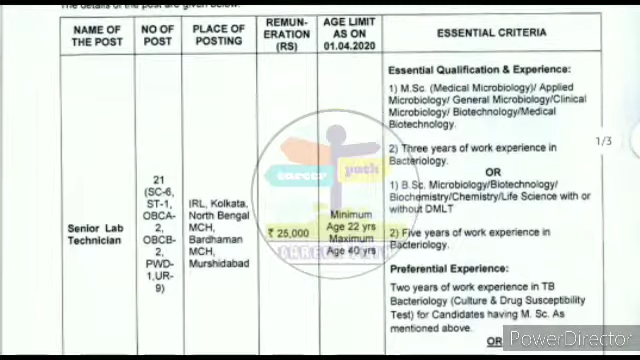 The details of the post are given below:
NAME OF THE POST
NO OF POST
PLACE OF POSTING
REMUN-ERATION (RS)
AGE LIMIT AS ON 01.04.2020
ESSENTIAL CRITERIA
Senior Lab
Technician
21
(SC-6,
ST-1,
OBCA-
2,
OBCB-
2,
PWD-
1,UR-
9)
IRL, Kolkata,
North Bengal
MCH,
Bardhaman
MCH,
Murshidabad
₹ 25,000
Minimum
Age 22 yrs
Maximum
Age 40 yrs
Essential Qualification & Experience:
1) M.Sc. (Medical Microbiology)/ Applied
Microbiology/ General Microbiology/Clinical
Microbiology/ Biotechnology/Medical
Biotechnology.
2) Three years of work experience in
Bacteriology.
OR
1) B.Sc. Microbiology/Biotechnology/
Biochemistry/Chemistry/Life Science with or
without DMLT
2) Five years of work experience in
Bacteriology.
Preferential Experience:
Two years of work experience in TB
Bacteriology (Culture & Drug Susceptibility
Test) for Candidates having M. Sc. As
mentioned above.
OR
1/3
career
path
CAREER PATH
PowerDirector